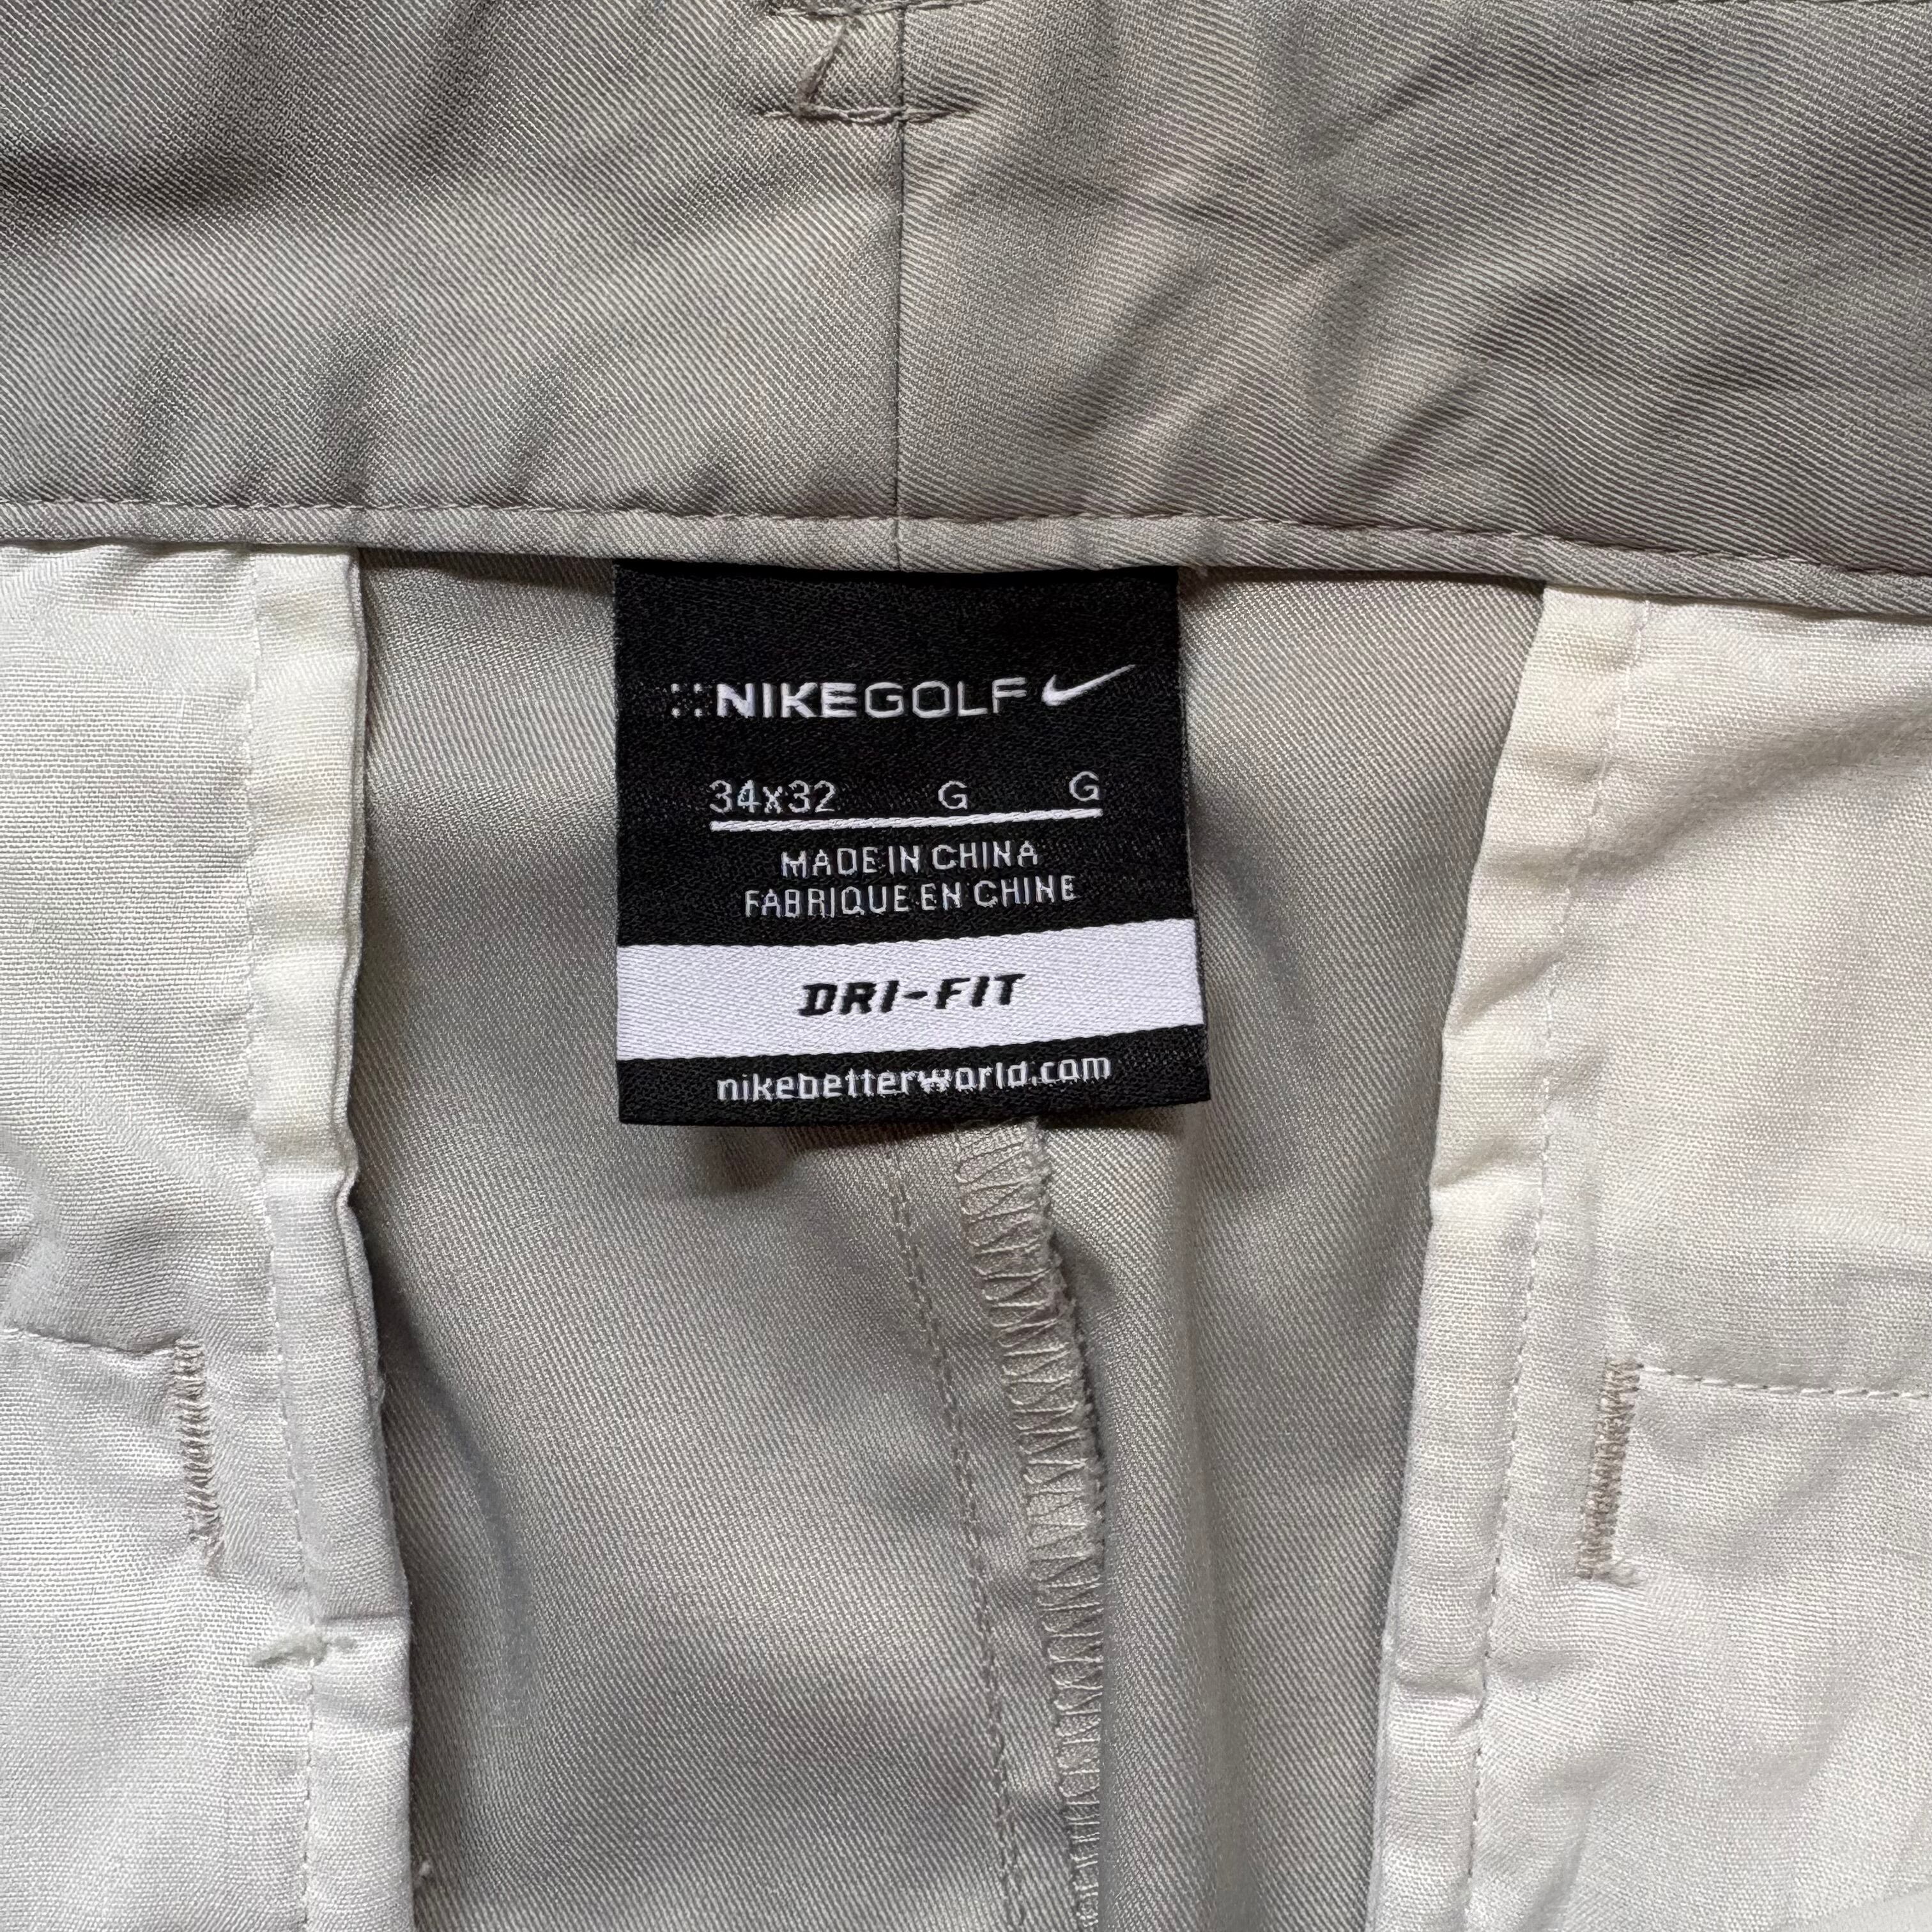 NIKEGOLF
34x32 G G
MADE IN CHINA
FABRIQUE EN CHINE
DRI-FIT
nikebetterworld.com